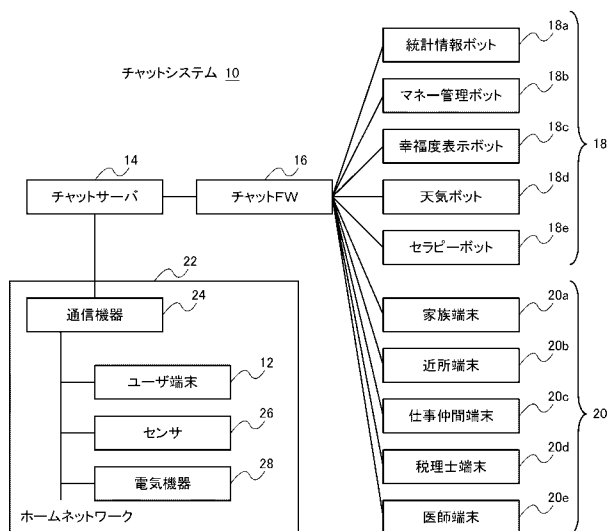 チャットシステム 10
14
チャットサーバ
16
チャットFW
18a
統計情報ボット
18b
マネー管理ボット
18c
幸福度表示ボット
18d
天気ボット
18e
セラピーボット
18
22
24
通信機器
12
ユーザ端末
26
センサ
28
電気機器
ホームネットワーク
20a
家族端末
20b
近所端末
20c
仕事仲間端末
20d
税理士端末
20e
医師端末
20